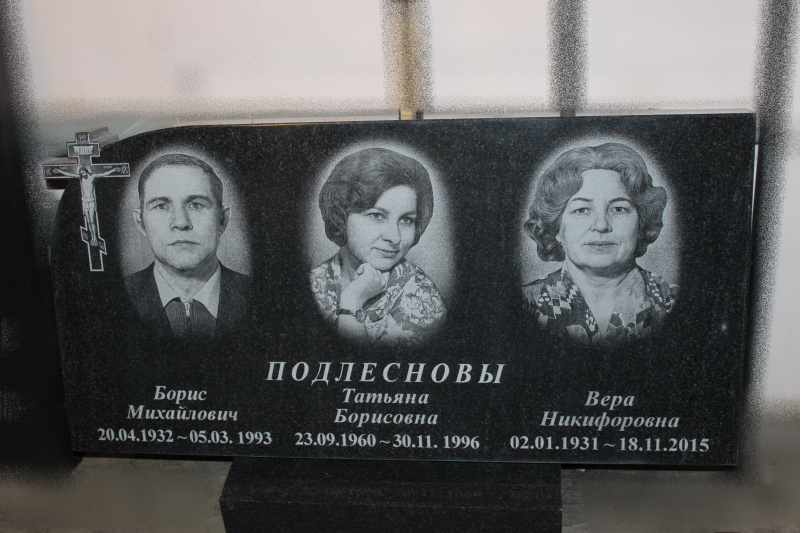 ПОДЛЕСНОВЫ
Борис
Михайлович
20.04.1932 ~ 05.03. 1993
Татьяна
Борисовна
23.09.1960 ~ 30.11. 1996
Вера
Никифоровна
02.01.1931 ~ 18.11.2015